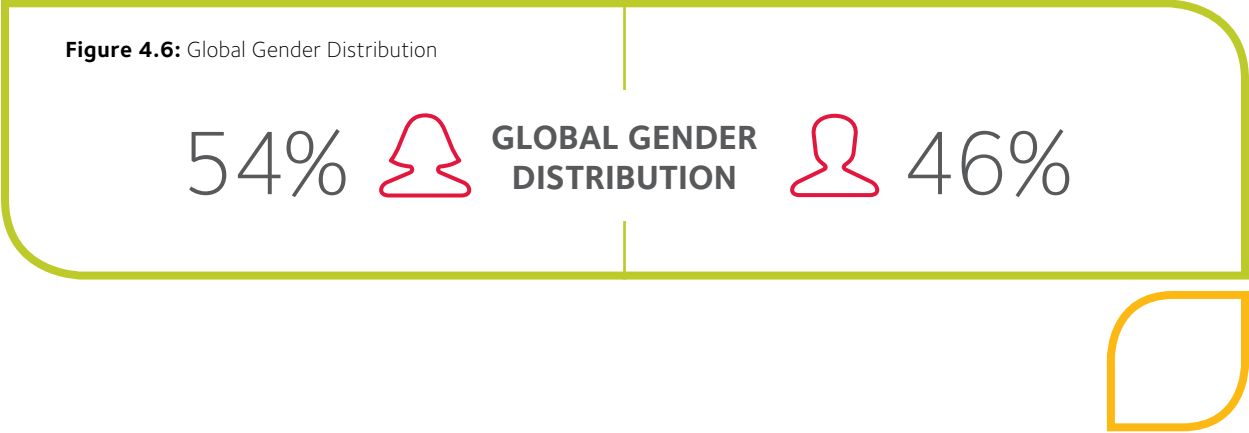 Figure 4.6: Global Gender Distribution
54%
GLOBAL GENDER
DISTRIBUTION
46%